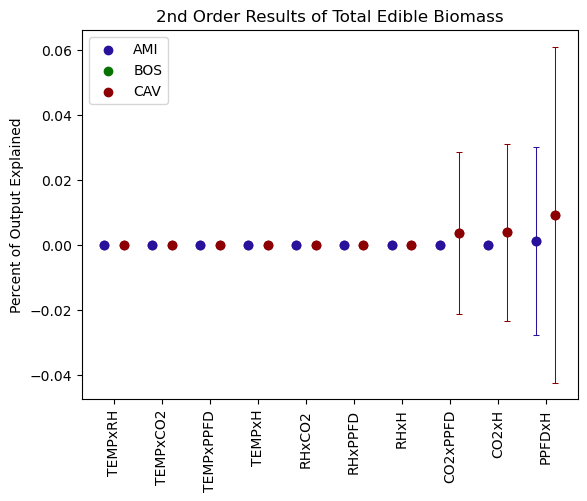 2nd Order Results of Total Edible Biomass
AMI
BOS
CAV
Percent of Output Explained
0.06
0.04
0.02
0.00
−0.02
−0.04
TEMPxRH
TEMPxCO2
TEMPxPPFD
TEMPxH
RHxCO2
RHxPPFD
RHxH
CO2xPPFD
CO2xH
PPFDxH